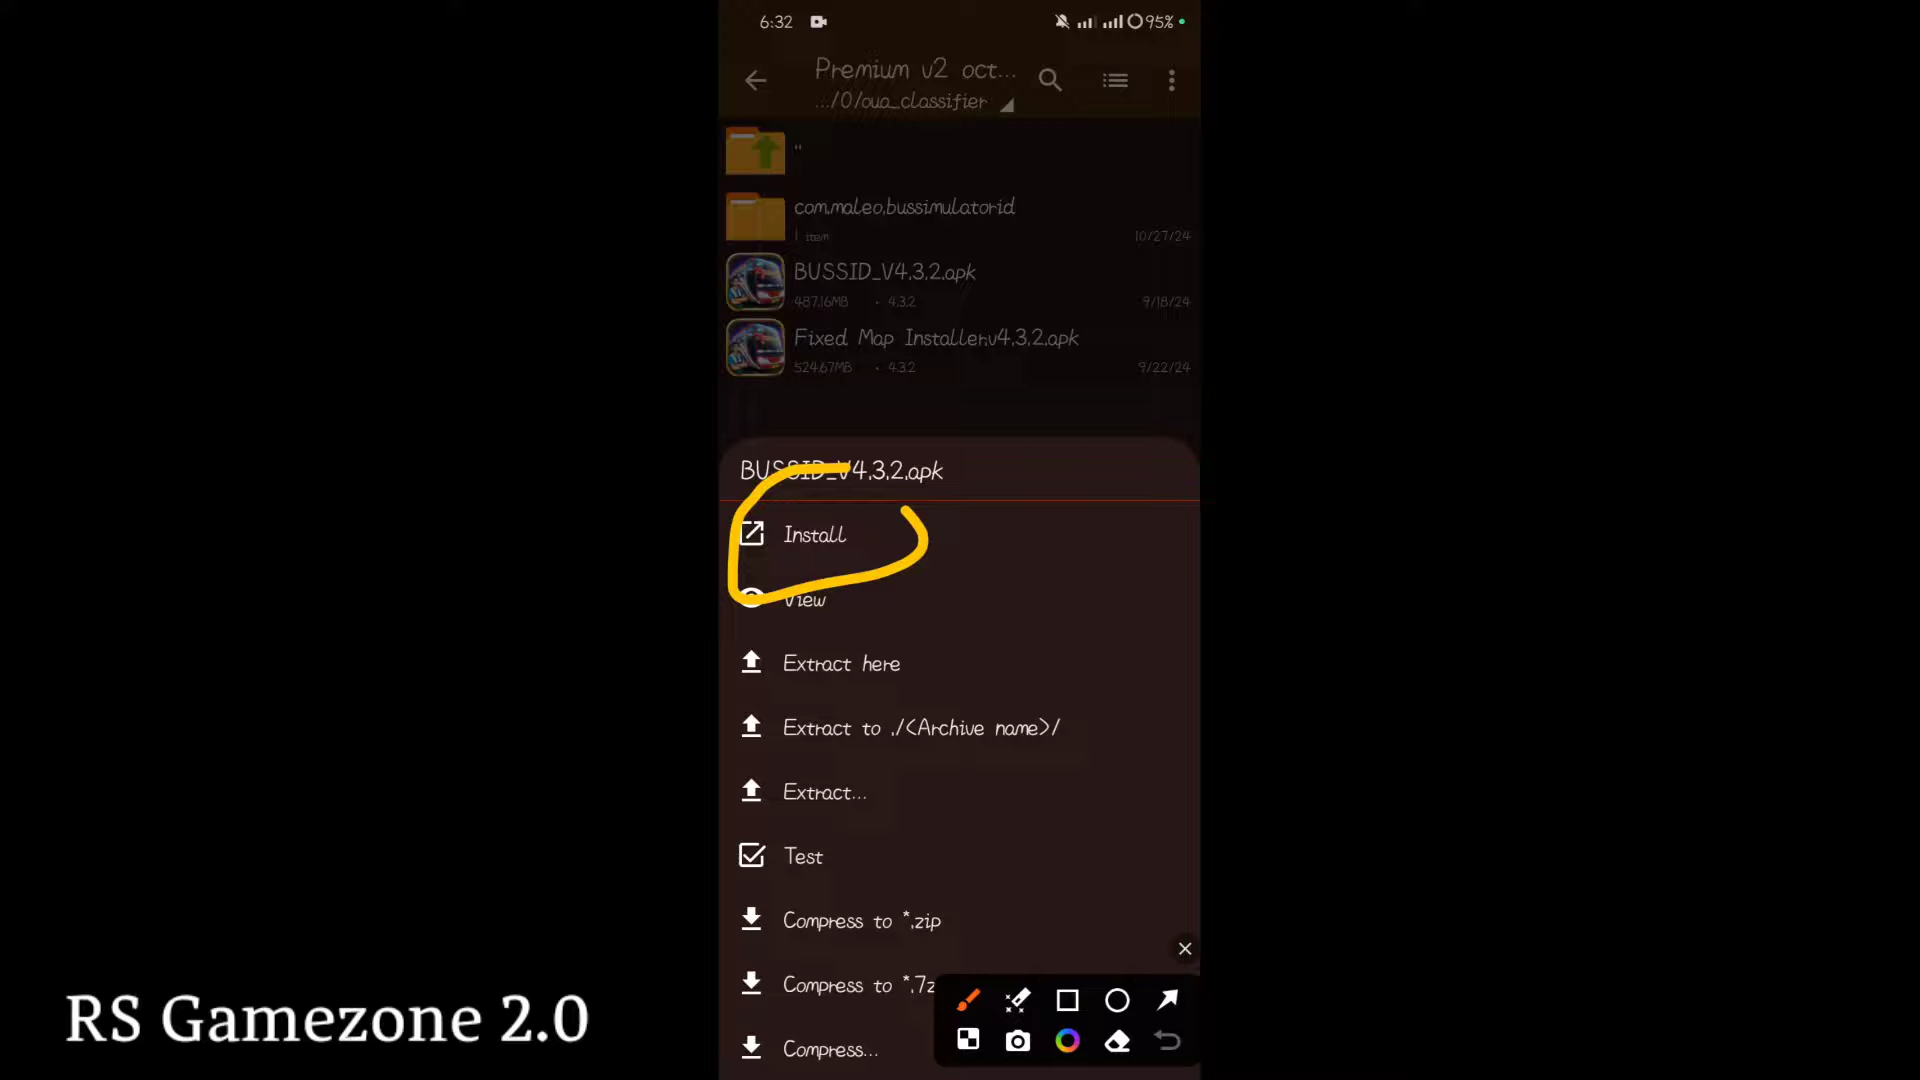 6:32
95%
Premium v2 oct...
.../0/ouo_classifier
..
com.maleo.bussimulatorid
1 item
10/27/24
BUSSID_V4.3.2.apk
487.16MB • 4.3.2
9/18/24
Fixed Map Installer.v4.3.2.apk
524.67MB • 4.3.2
9/22/24
BUSSID_V4.3.2.apk
Install
View
Extract here
Extract to ./<Archive name>/
Extract...
Test
Compress to *.zip
Compress to *.7z
Compress...
RS Gamezone 2.0